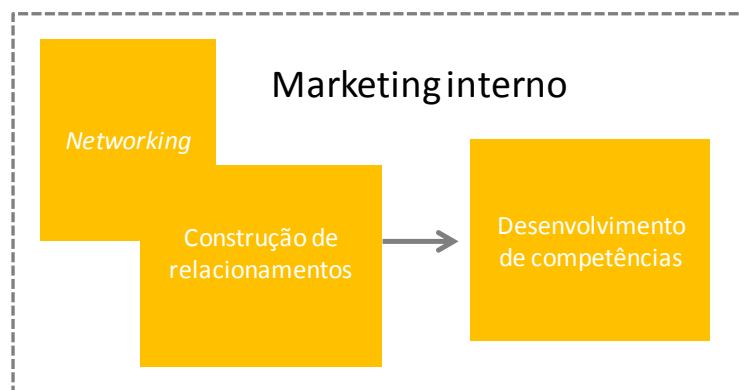 Marketing interno
Networking
Construção de
relacionamentos
Desenvolvimento
de competências